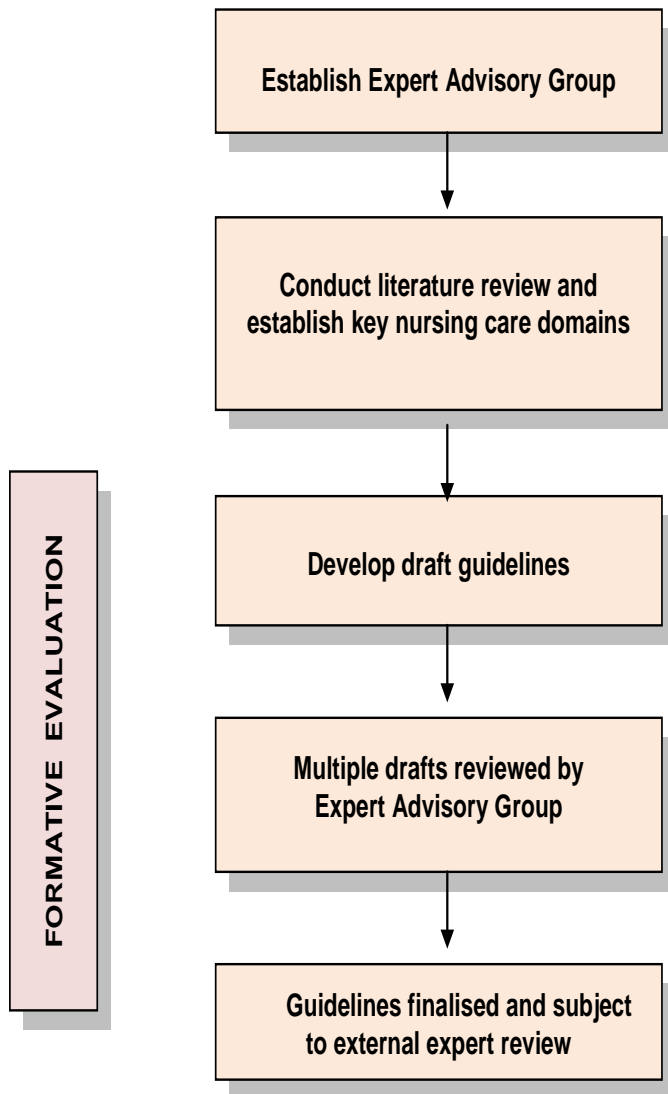 Establish Expert Advisory Group
Conduct literature review and
establish key nursing care domains
Develop draft guidelines
Multiple drafts reviewed by
Expert Advisory Group
Guidelines finalised and subject
to external expert review
FORMATIVE EVALUATION